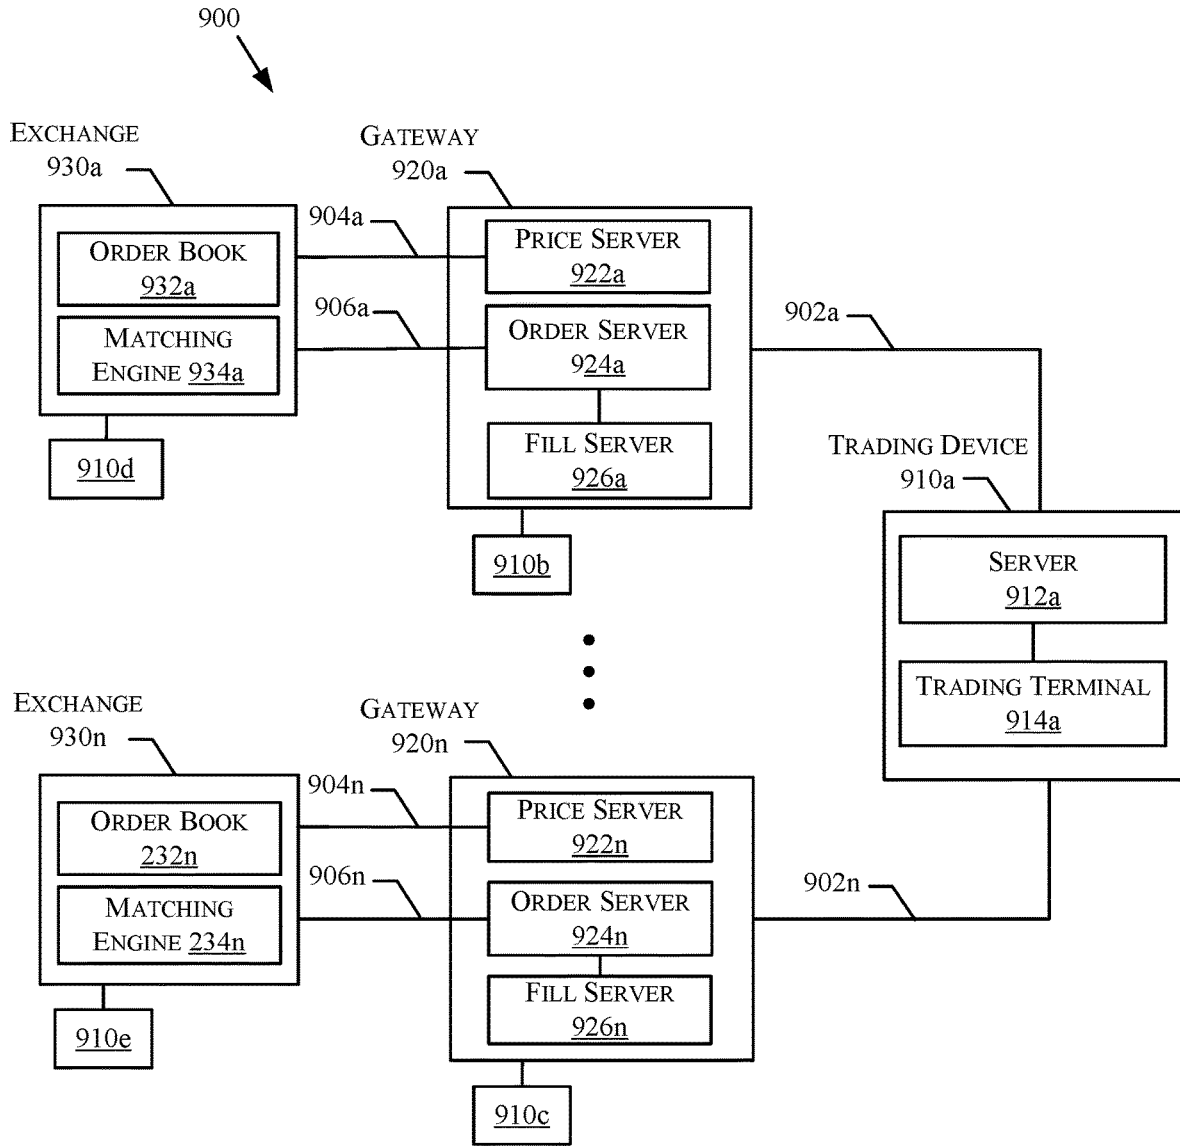 900
EXCHANGE
930a
ORDER BOOK
932a
MATCHING
ENGINE 934a
910d
904a
906a
GATEWAY
920a
PRICE SERVER
922a
ORDER SERVER
924a
FILL SERVER
926a
910b
902a
TRADING DEVICE
910a
SERVER
912a
TRADING TERMINAL
914a
EXCHANGE
930n
ORDER BOOK
232n
MATCHING
ENGINE 234n
910e
904n
906n
GATEWAY
920n
PRICE SERVER
922n
ORDER SERVER
924n
FILL SERVER
926n
910c
902n